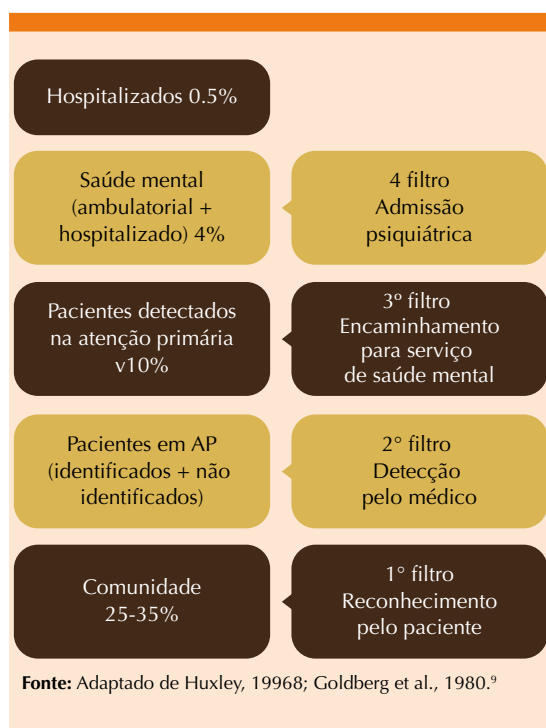 Hospitalizados 0.5%
Saúde mental
(ambulatorial +
hospitalizado) 4%
4 filtro
Admissão
psiquiátrica
Pacientes detectados
na atenção primária
v10%
3º filtro
Encaminhamento
para serviço
de saúde mental
Pacientes em AP
(identificados + não
identificados)
2° filtro
Detecção
pelo médico
Comunidade
25-35%
1° filtro
Reconhecimento
pelo paciente
Fonte: Adaptado de Huxley, 19968; Goldberg et al., 1980.⁹